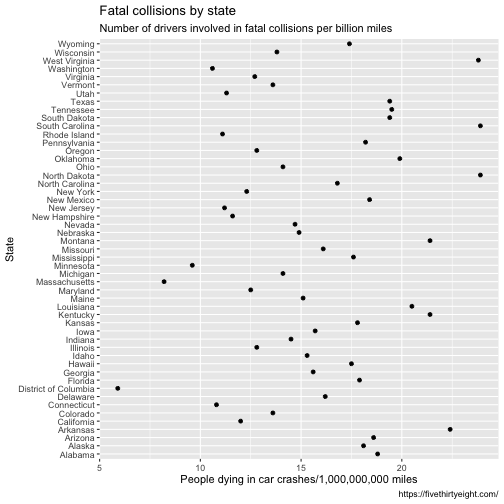 Fatal collisions by state
Number of drivers involved in fatal collisions per billion miles
State
Wyoming
Wisconsin
West Virginia
Washington
Virginia
Vermont
Utah
Texas
Tennessee
South Dakota
South Carolina
Rhode Island
Pennsylvania
Oregon
Oklahoma
Ohio
North Dakota
North Carolina
New York
New Mexico
New Jersey
New Hampshire
Nevada
Nebraska
Montana
Missouri
Mississippi
Minnesota
Michigan
Massachusetts
Maryland
Maine
Louisiana
Kentucky
Kansas
Iowa
Indiana
Illinois
Idaho
Hawaii
Georgia
Florida
District of Columbia
Delaware
Connecticut
Colorado
California
Arkansas
Arizona
Alaska
Alabama
5 10 15 20
People dying in car crashes/1,000,000,000 miles
https://fivethirtyeight.com/